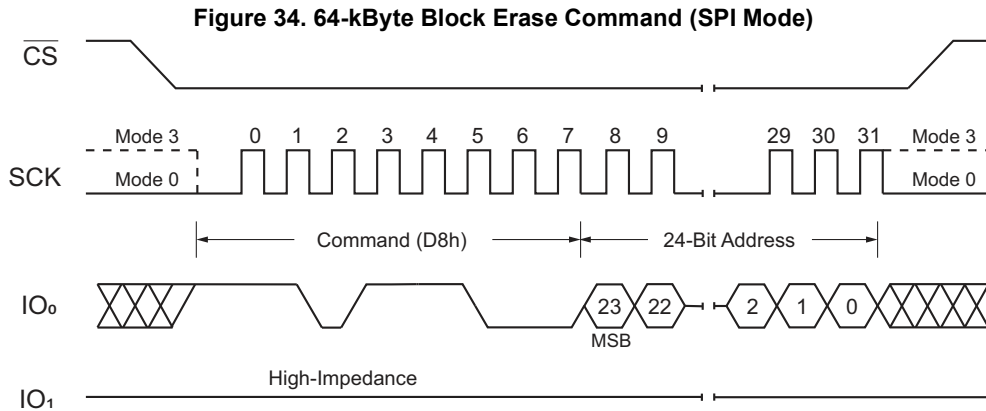 Figure 34. 64-kByte Block Erase Command (SPI Mode)
CS
Mode 3
0 1 2 3 4 5 6 7 8 9 29 30 31
Mode 3
SCK
Mode 0
Mode 0
Command (D8h)
24-Bit Address
IO₀
23 22 2 1 0
MSB
High-Impedance
IO₁